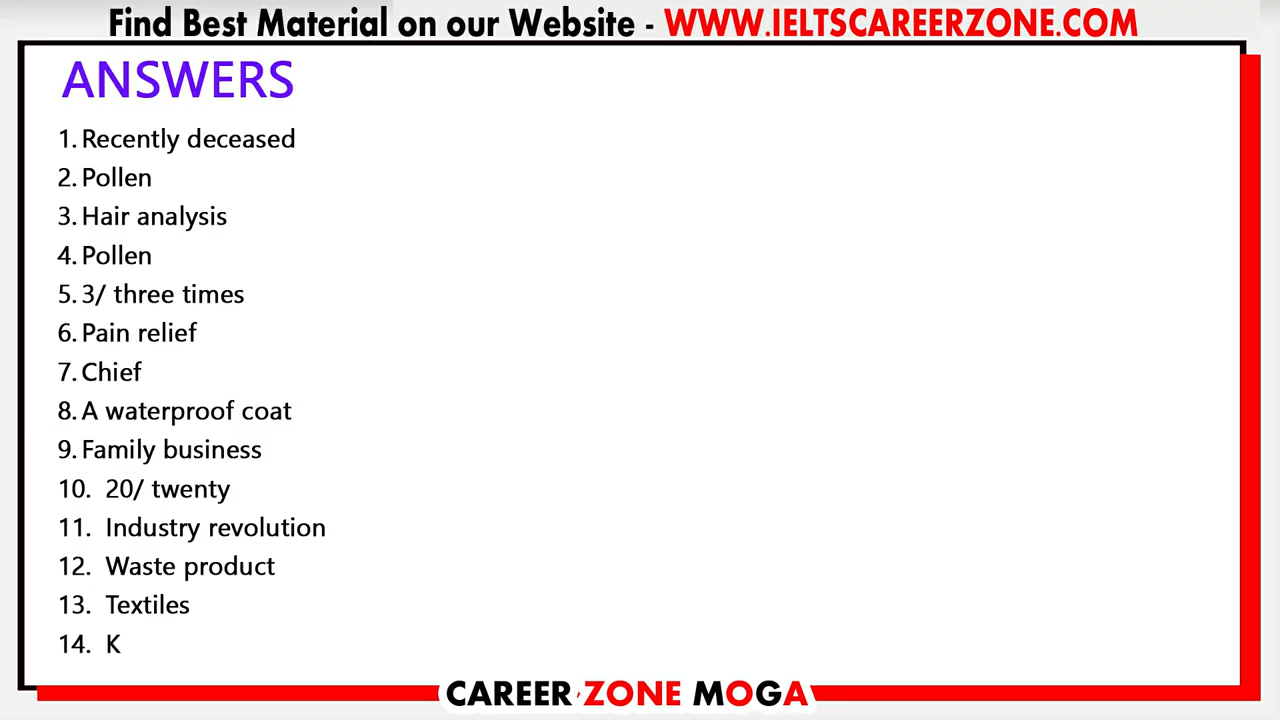 Find Best Material on our Website - WWW.IELTSCAREERZONE.COM
ANSWERS
1. Recently deceased
2. Pollen
3. Hair analysis
4. Pollen
5. 3/ three times
6. Pain relief
7. Chief
8. A waterproof coat
9. Family business
10. 20/ twenty
11. Industry revolution
12. Waste product
13. Textiles
14. K
CAREER ZONE MOGA